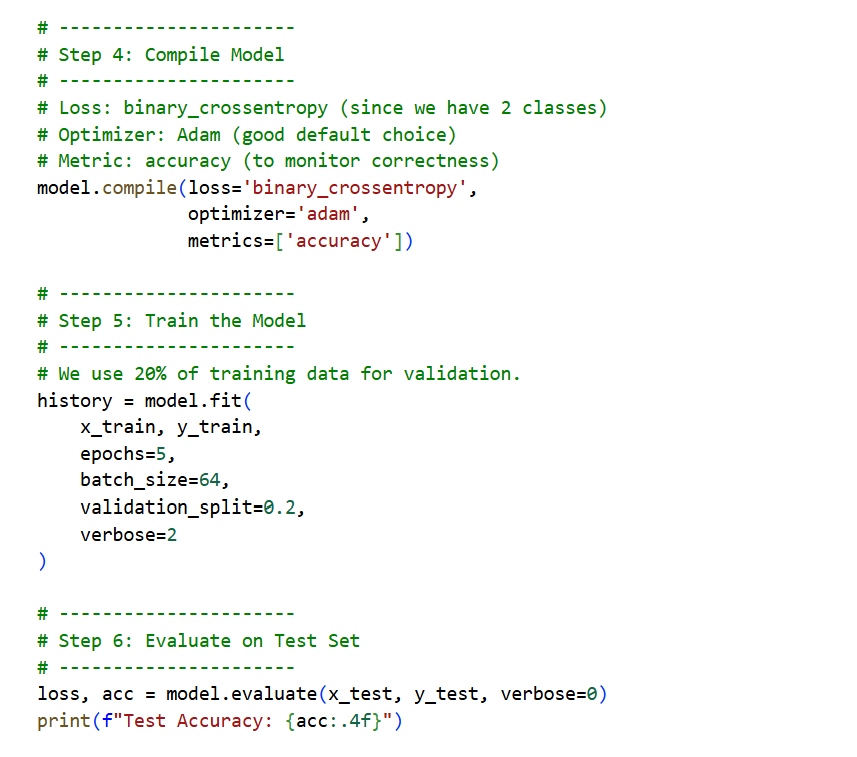 # ----------------------
# Step 4: Compile Model
# ----------------------
# Loss: binary_crossentropy (since we have 2 classes)
# Optimizer: Adam (good default choice)
# Metric: accuracy (to monitor correctness)
model.compile(loss='binary_crossentropy',
              optimizer='adam',
              metrics=['accuracy'])

# ----------------------
# Step 5: Train the Model
# ----------------------
# We use 20% of training data for validation.
history = model.fit(
    x_train, y_train,
    epochs=5,
    batch_size=64,
    validation_split=0.2,
    verbose=2
)

# ----------------------
# Step 6: Evaluate on Test Set
# ----------------------
loss, acc = model.evaluate(x_test, y_test, verbose=0)
print(f"Test Accuracy: {acc:.4f}")